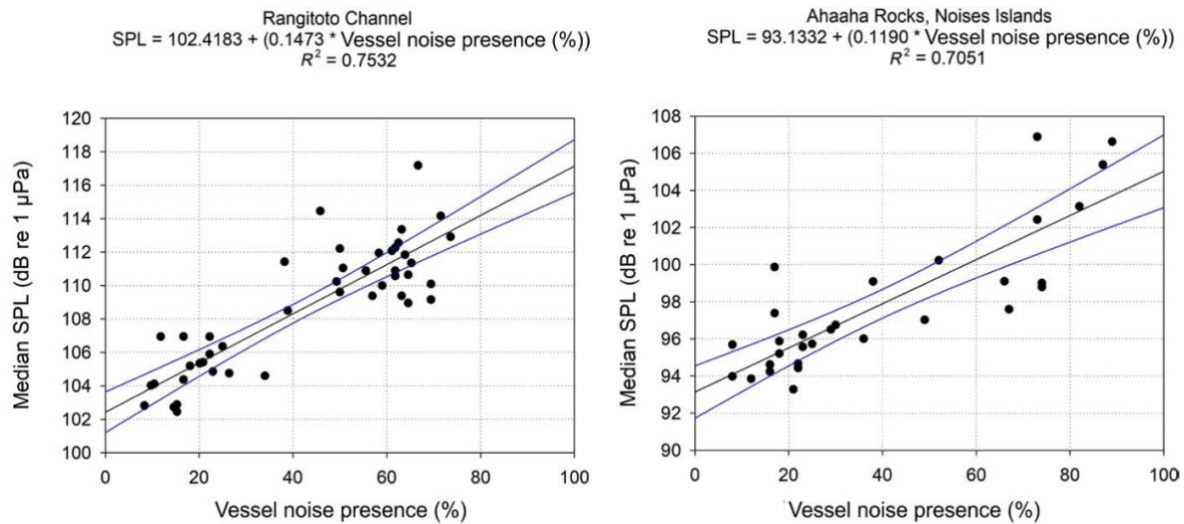 Rangitoto Channel
SPL = 102.4183 + (0.1473 * Vessel noise presence (%))
R² = 0.7532
120
118
116
114
112
110
108
106
104
102
100
Median SPL (dB re 1 µPa)
0 20 40 60 80 100
Vessel noise presence (%)
Ahaaha Rocks, Noises Islands
SPL = 93.1332 + (0.1190 * Vessel noise presence (%))
R² = 0.7051
108
106
104
102
100
98
96
94
92
90
Median SPL (dB re 1 µPa)
0 20 40 60 80 100
Vessel noise presence (%)